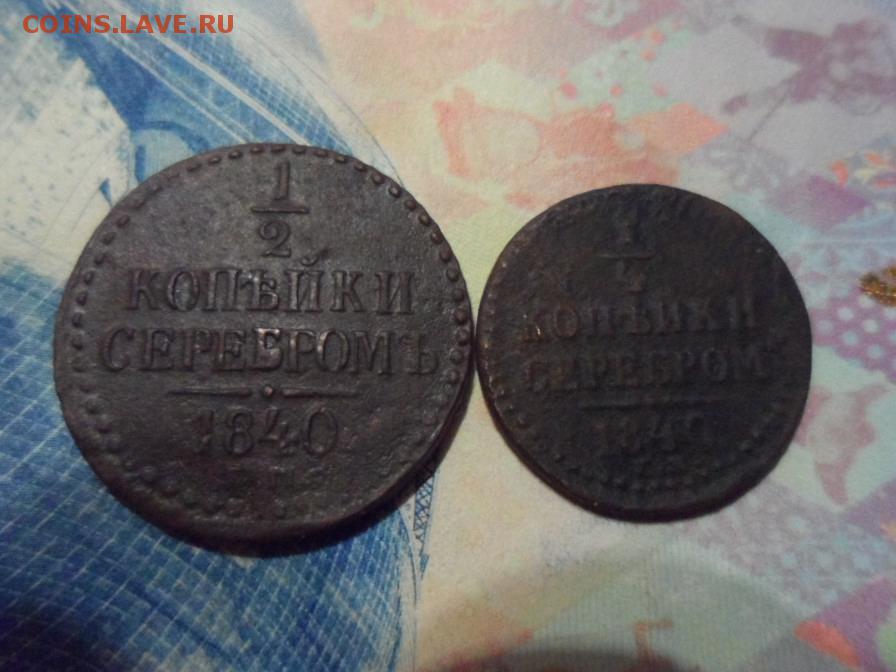 COINS.LAVE.RU
1
2
КОПѢЙКИ
СЕРЕБРОМЪ
1840
1
4
КОПѢЙКИ
СЕРЕБРОМ